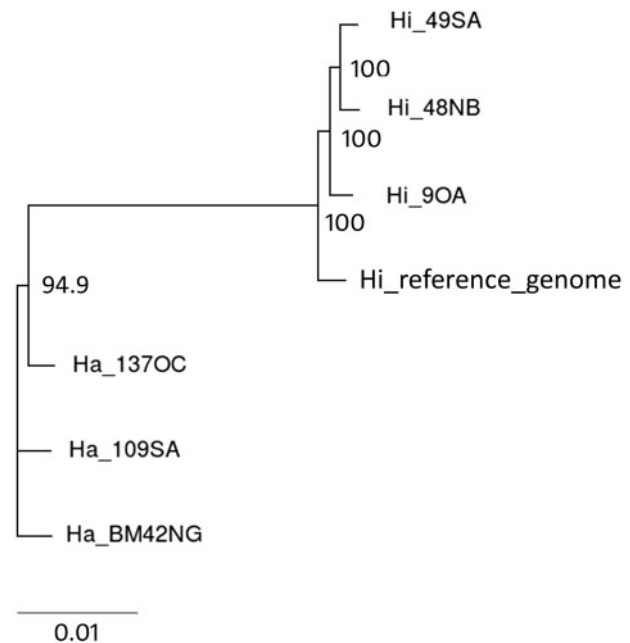 Hi_49SA
100
Hi_48NB
100
Hi_9OA
100
Hi_reference_genome
94.9
Ha_137OC
Ha_109SA
Ha_BM42NG
0.01